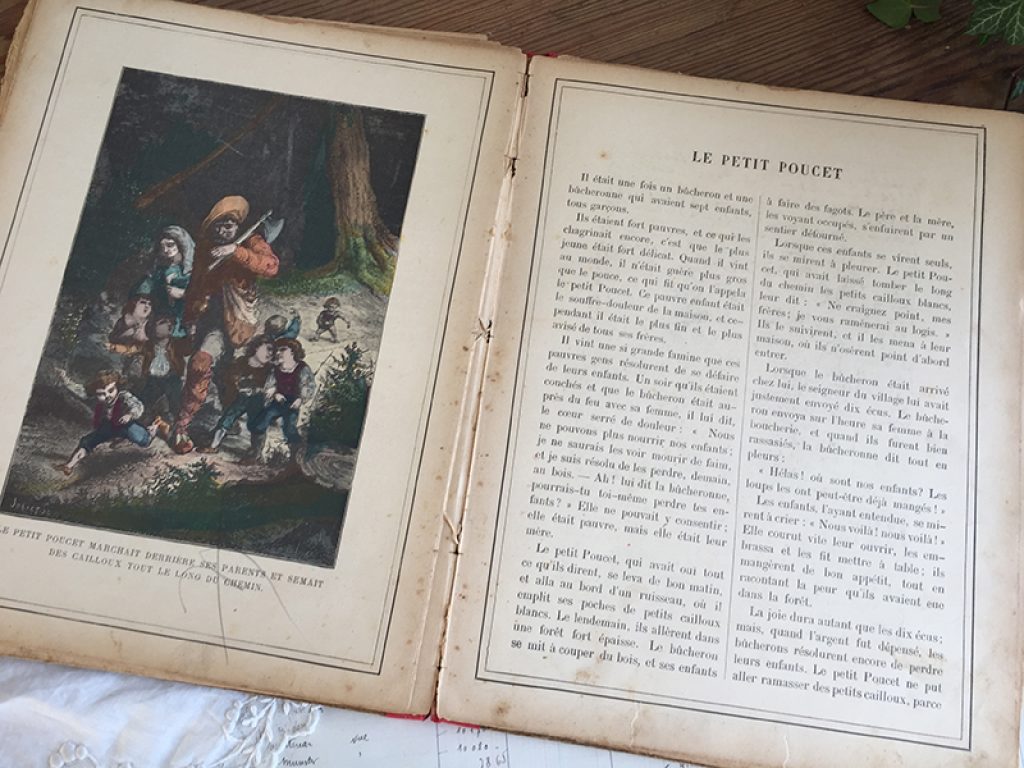 LE PETIT POUCET MARCHAIT DERRIÈRE SES PARENTS ET SEMAIT
DES CAILLOUX TOUT LE LONG DU CHEMIN.
LE PETIT POUCET
Il était une fois un bûcheron et une
bûcheronne qui avaient sept enfants,
tous garçons.
Ils étaient fort pauvres, et ce qui les
chagrinait encore, c'est que le plus
jeune était fort délicat. Quand il vint
au monde, il n'était guère plus gros
que le pouce, ce qui fit qu'on l'appela
le petit Poucet. Ce pauvre enfant était
le souffre-douleur de la maison, et ce-
pendant il était le plus fin et le plus
avisé de tous ses frères.
Il vint une si grande famine que ces
pauvres gens résolurent de se défaire
de leurs enfants. Un soir qu'ils étaient
couchés et que le bûcheron était au-
près du feu avec sa femme, il lui dit,
le cœur serré de douleur : « Nous
ne pouvons plus nourrir nos enfants ;
je ne saurais les voir mourir de faim,
et je suis résolu de les perdre, demain,
au bois. — Ah ! lui dit la bûcheronne,
pourrais-tu toi-même perdre tes en-
fants ? » Elle ne pouvait y consentir ;
elle était pauvre, mais elle était leur
mère.
Le petit Poucet, qui avait ouï tout
ce qu'ils dirent, se leva de bon matin,
et alla au bord d'un ruisseau, où il
emplit ses poches de petits cailloux
blancs. Le lendemain, ils allèrent dans
une forêt fort épaisse. Le bûcheron
se mit à couper du bois, et ses enfants
à faire des fagots. Le père et la mère,
les voyant occupés, s'enfuirent par un
sentier détourné.
Lorsque ces enfants se virent seuls,
ils se mirent à pleurer. Le petit Pou-
cet, qui avait laissé tomber le long
du chemin les petits cailloux blancs,
leur dit : « Ne craignez point, mes
frères ; je vous ramènerai au logis. »
Ils le suivirent, et il les mena à leur
maison, où ils n'osèrent point d'abord
entrer.
Lorsque le bûcheron était arrivé
chez lui, le seigneur du village lui avait
justement envoyé dix écus. Le bûche-
ron envoya sur l'heure sa femme à la
boucherie, et quand ils furent bien
rassasiés, la bûcheronne dit tout en
pleurs :
« Hélas ! où sont nos enfants ? Les
loups les ont peut-être déjà mangés ! »
Les enfants, l'ayant entendue, se mi-
rent à crier : « Nous voilà ! nous voilà ! »
Elle courut vite leur ouvrir, les em-
brassa et les fit mettre à table ; ils
mangèrent de bon appétit, tout en
racontant la peur qu'ils avaient eue
dans la forêt.
La joie dura autant que les dix écus ;
mais, quand l'argent fut dépensé, les
bûcherons résolurent encore de perdre
leurs enfants. Le petit Poucet ne put
aller ramasser des petits cailloux, parce